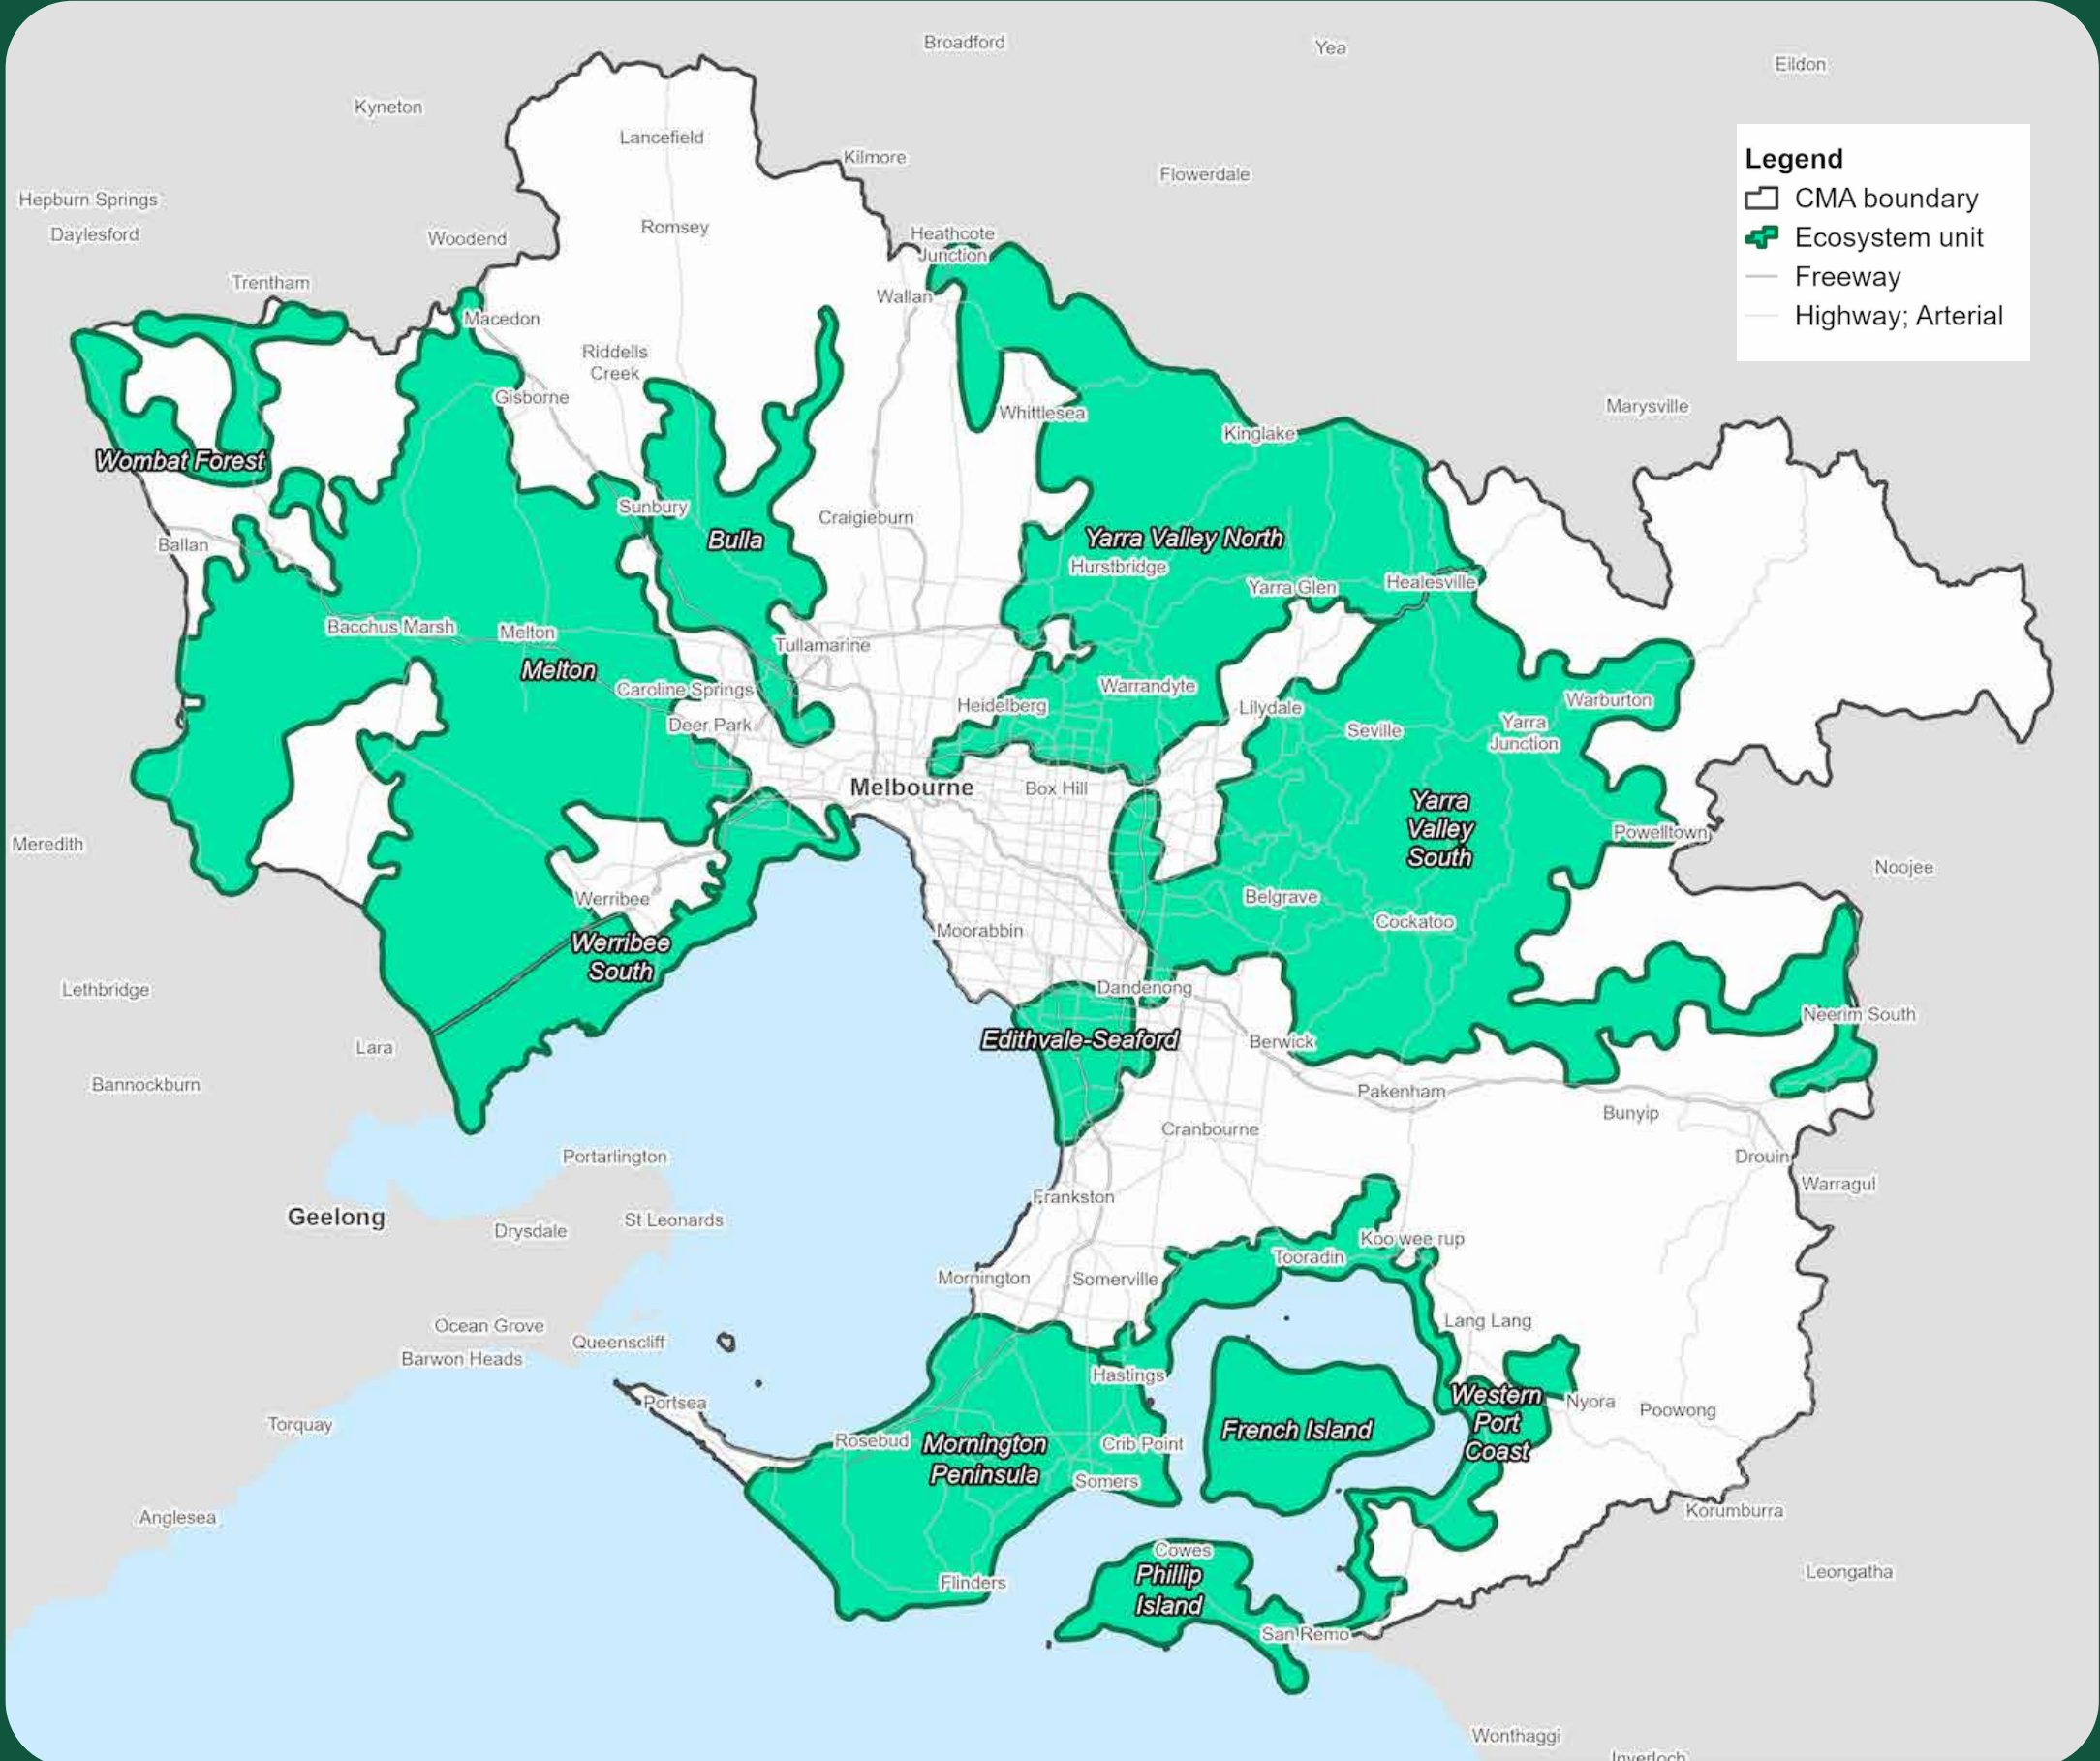 Broadford
Yea
Eildon
Kyneton
Lancefield
Kilmore
Flowerdale
Legend
CMA boundary
Ecosystem unit
Freeway
Highway; Arterial
Hepburn Springs
Daylesford
Woodend
Romsey
Heathcote
Junction
Trentham
Wallan
Macedon
Riddells
Creek
Gisborne
Whittlesea
Marysville
Kinglake
Wombat Forest
Sunbury
Bulla
Craigieburn
Yarra Valley North
Ballan
Hurstbridge
Yarra Glen
Healesville
Bacchus Marsh
Melton
Tullamarine
Melton
Caroline Springs
Warrandyte
Warburton
Heidelberg
Lilydale
Deer Park
Seville
Yarra
Junction
Melbourne
Box Hill
Yarra
Valley
South
Powelltown
Meredith
Noojee
Werribee
Belgrave
Cockatoo
Moorabbin
Werribee
South
Lethbridge
Dandenong
Neerim South
Edithvale-Seaford
Berwick
Lara
Bannockburn
Pakenham
Bunyip
Cranbourne
Portarlington
Drouin
Warragul
Frankston
Geelong
Drysdale
St Leonards
Koo wee rup
Tooradin
Mornington
Somerville
Ocean Grove
Queenscliff
Lang Lang
Barwon Heads
Hastings
Portsea
Western
Port
Coast
Nyora
Poowong
Torquay
French Island
Rosebud
Mornington
Peninsula
Crib Point
Somers
Anglesea
Korumburra
Cowes
Phillip
Island
Flinders
Leongatha
San Remo
Wonthaggi
Inverloch